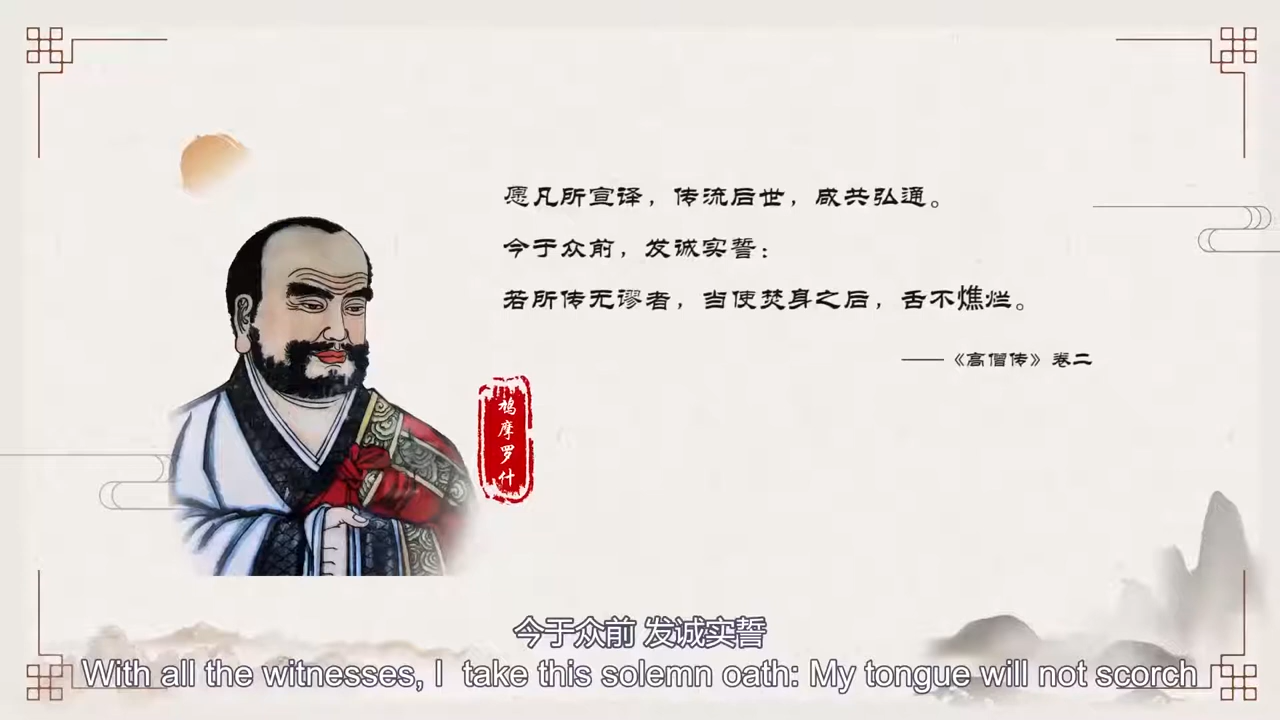 愿凡所宣译，传流后世，咸共弘通。
今于众前，发诚实誓：
若所传无谬者，当使焚身之后，舌不燋烂。
——《高僧传》卷二
鸠摩罗什
今于众前 发诚实誓
With all the witnesses, I take this solemn oath: My tongue will not scorch